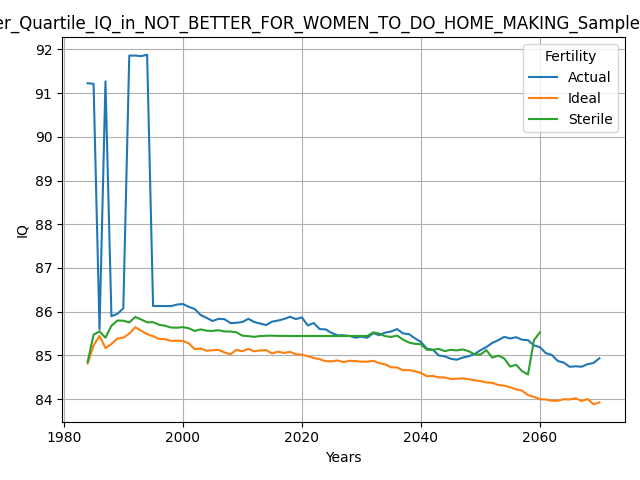 er_Quartile_IQ_in_NOT_BETTER_FOR_WOMEN_TO_DO_HOME_MAKING_Sample
Fertility
Actual
Ideal
Sterile
92
91
90
89
88
87
86
85
84
IQ
1980 2000 2020 2040 2060
Years